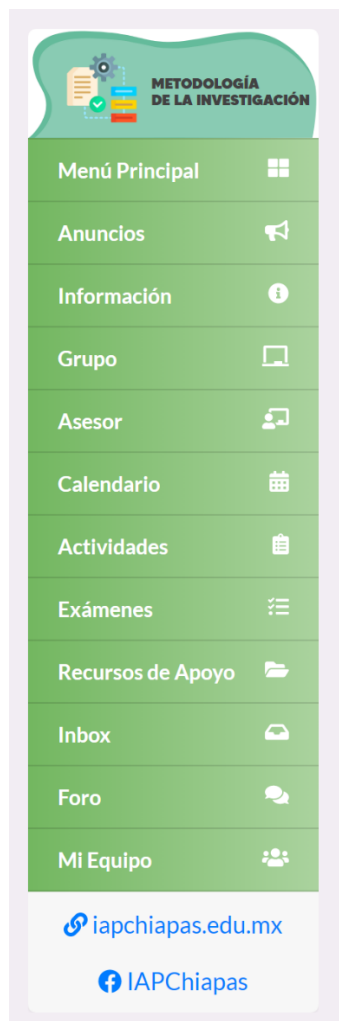 METODOLOGÍA
DE LA INVESTIGACIÓN
Menú Principal
Anuncios
Información
Grupo
Asesor
Calendario
Actividades
Exámenes
Recursos de Apoyo
Inbox
Foro
Mi Equipo
iapchiapas.edu.mx
IAPChiapas